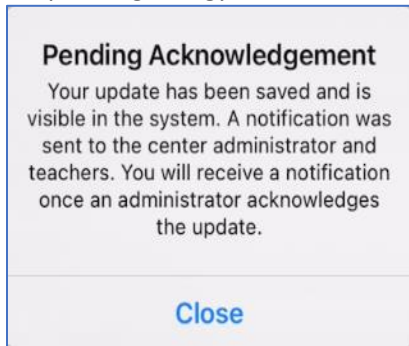 Pending Acknowledgement
Your update has been saved and is
visible in the system. A notification was
sent to the center administrator and
teachers. You will receive a notification
once an administrator acknowledges
the update.
Close